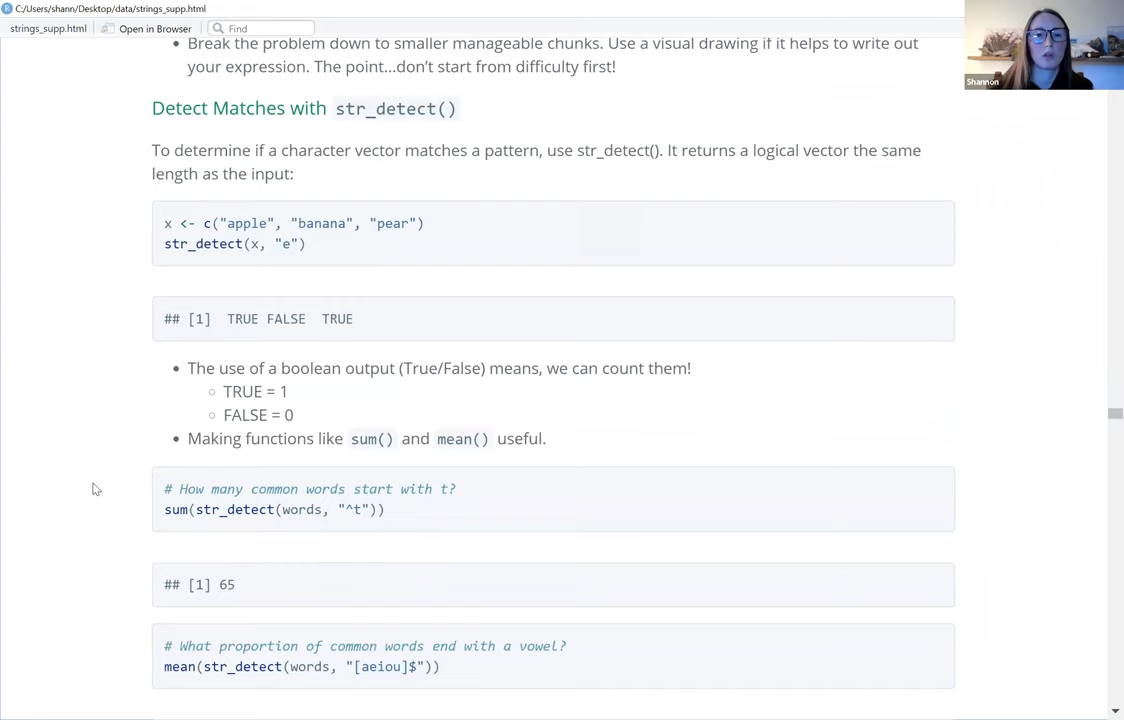 C:/Users/shann/Desktop/data/strings_supp.html
strings_supp.html Open in Browser Find
Break the problem down to smaller manageable chunks. Use a visual drawing if it helps to write out
your expression. The point...don't start from difficulty first!
Shannon
Detect Matches with str_detect()
To determine if a character vector matches a pattern, use str_detect(). It returns a logical vector the same
length as the input:
x <- c("apple", "banana", "pear")
str_detect(x, "e")
## [1]  TRUE FALSE  TRUE
The use of a boolean output (True/False) means, we can count them!
TRUE = 1
FALSE = 0
Making functions like sum() and mean() useful.
# How many common words start with t?
sum(str_detect(words, "^t"))
## [1] 65
# What proportion of common words end with a vowel?
mean(str_detect(words, "[aeiou]$"))